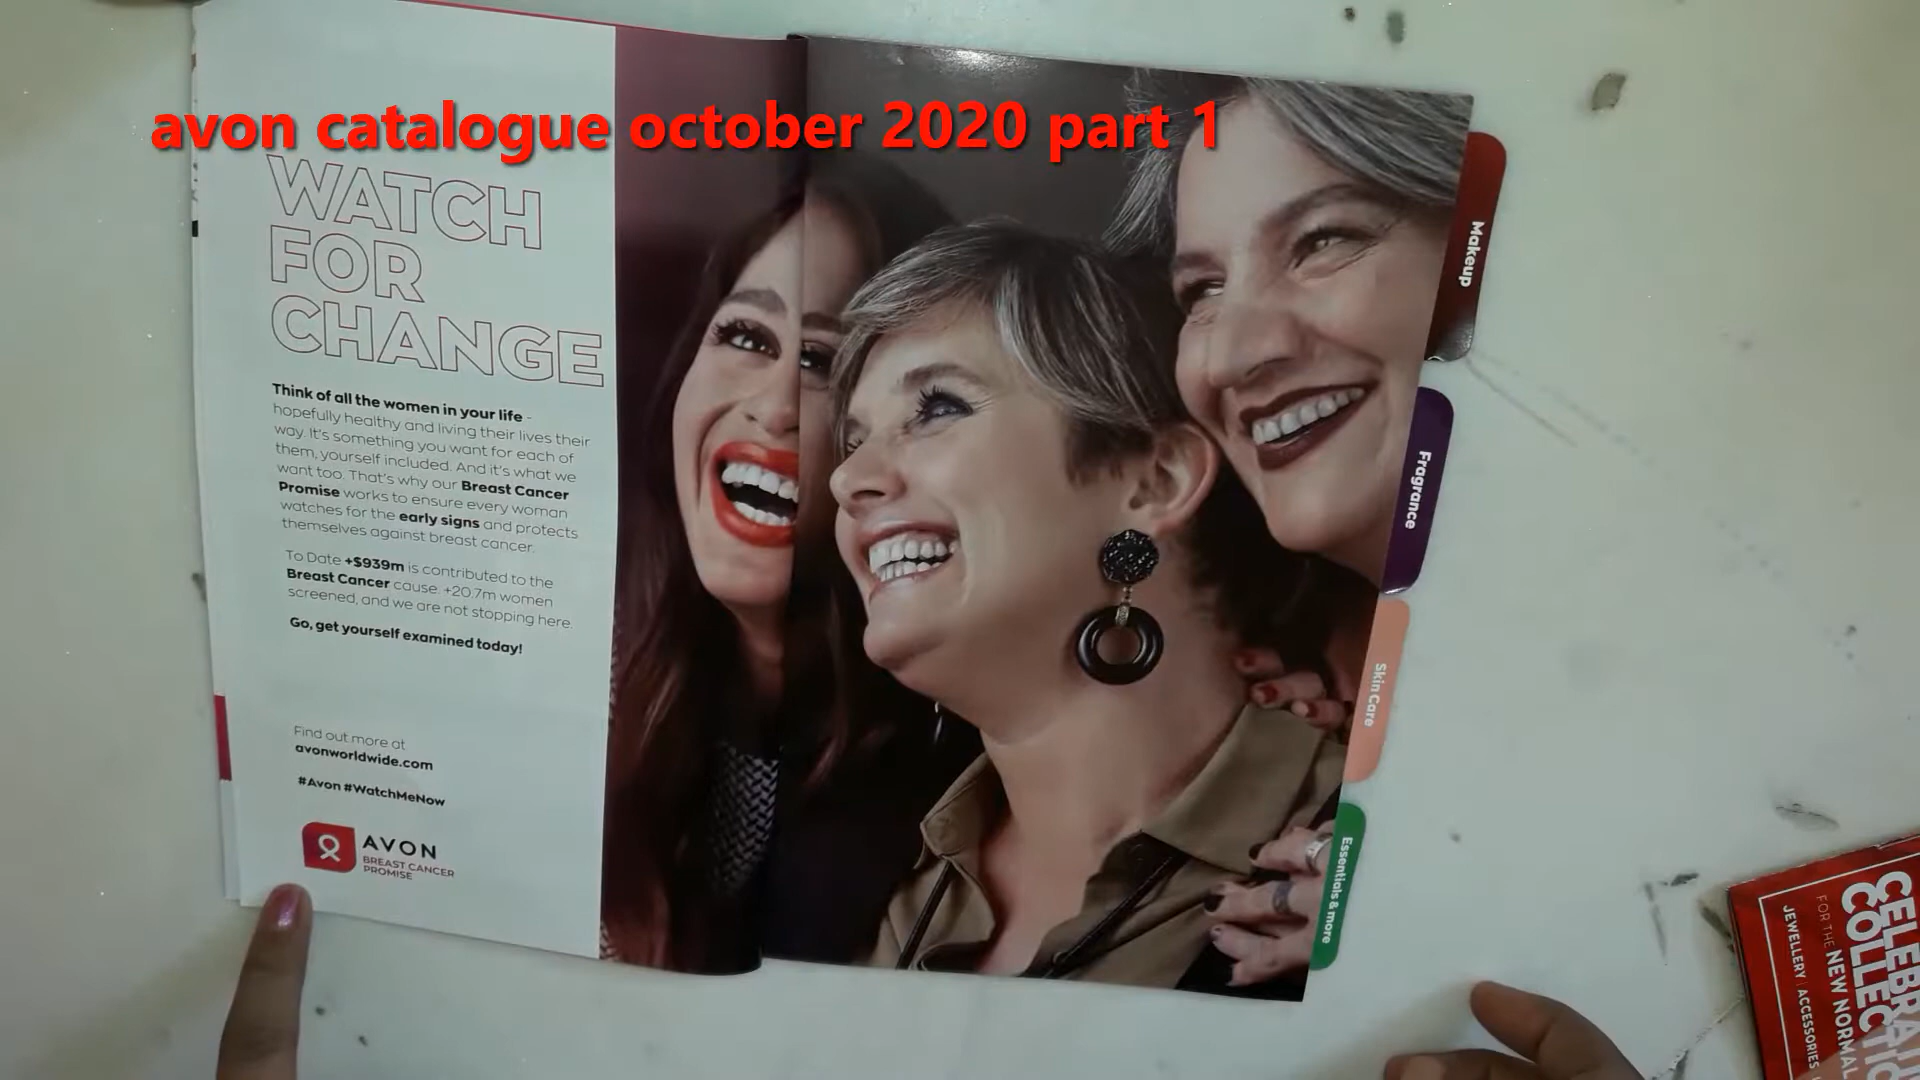 avon catalogue october 2020 part 1
WATCH
FOR
CHANGE
Think of all the women in your life -
hopefully healthy and living their lives their
way. It's something you want for each of
them, yourself included. And it's what we
want too. That's why our Breast Cancer
Promise works to ensure every woman
watches for the early signs and protects
themselves against breast cancer.
To Date +$939m is contributed to the
Breast Cancer cause. +20.7m women
screened, and we are not stopping here.
Go, get yourself examined today!
Find out more at
avonworldwide.com
#Avon #WatchMeNow
AVON
BREAST CANCER
PROMISE
Makeup
Fragrance
Skin Care
Essentials & more
FOR THE NEW NORMAL
JEWELLERY | ACCESSORIES